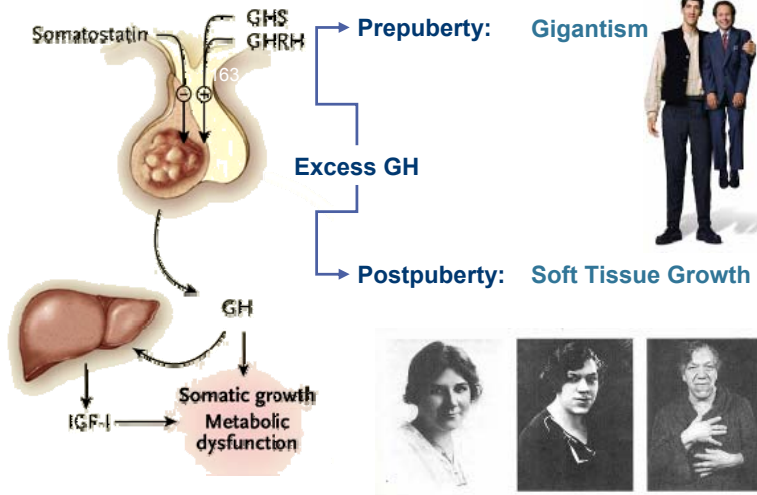 Somatostatin
GHS
GHRH
163
Prepuberty: Gigantism
Excess GH
Postpuberty: Soft Tissue Growth
GH
Somatic growth
Metabolic
dysfunction
IGF-I